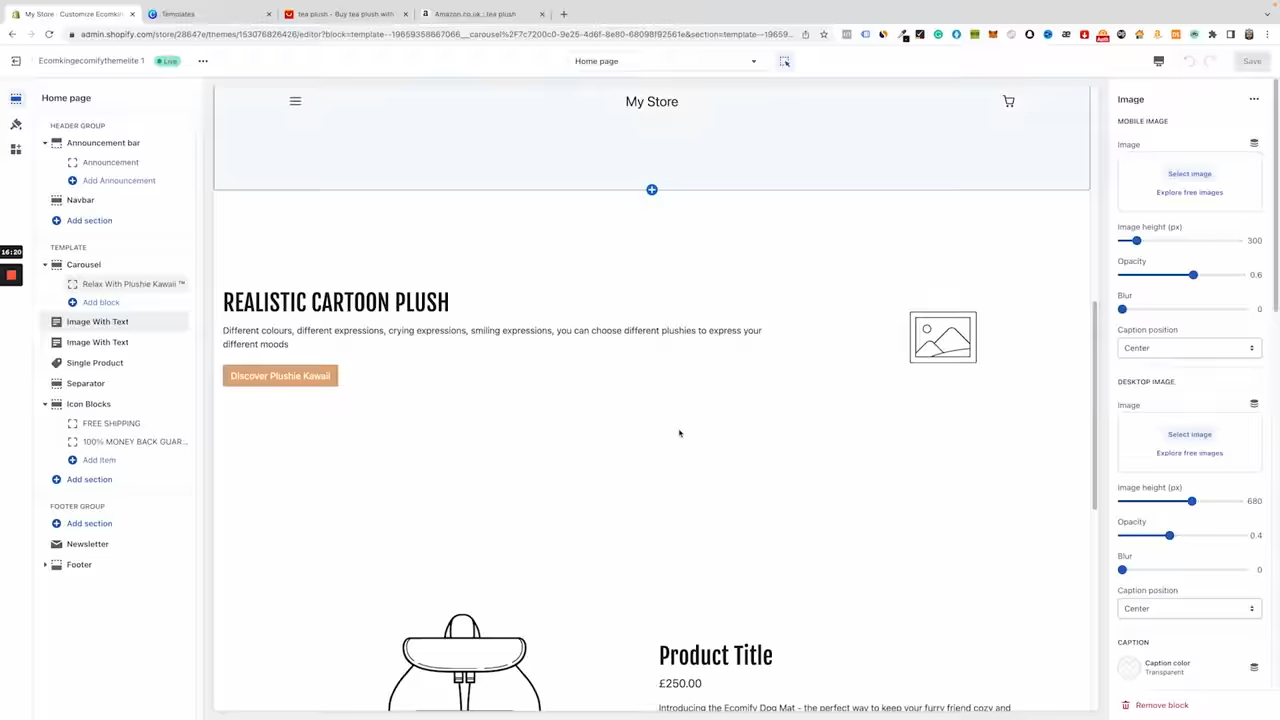 My Store · Customize Ecomkin
Templates
tea plush - Buy tea plush with
Amazon.co.uk : tea plush
admin.shopify.com/store/28647e/themes/153076826426/editor?block=template--19659358667066__carousel%2F7c7200c0-9e25-4d6f-8e80-68098f92561e&section=template--19659...
Ecomkingecomifythemelite 1
Live
Home page
Save
Home page
HEADER GROUP
Announcement bar
Announcement
Add Announcement
Navbar
Add section
TEMPLATE
16:20
Carousel
Relax With Plushie Kawaii ™
Add block
Image With Text
Image With Text
Single Product
Separator
Icon Blocks
FREE SHIPPING
100% MONEY BACK GUAR...
Add Item
Add section
FOOTER GROUP
Add section
Newsletter
Footer
My Store
REALISTIC CARTOON PLUSH
Different colours, different expressions, crying expressions, smiling expressions, you can choose different plushies to express your
different moods
Discover Plushie Kawaii
Product Title
£250.00
Introducing the Ecomify Dog Mat - the perfect way to keep your furry friend cozy and
Image
MOBILE IMAGE
Image
Select image
Explore free images
Image height (px)
300
Opacity
0.6
Blur
0
Caption position
Center
DESKTOP IMAGE
Image
Select image
Explore free images
Image height (px)
680
Opacity
0.4
Blur
0
Caption position
Center
CAPTION
Caption color
Transparent
Remove block